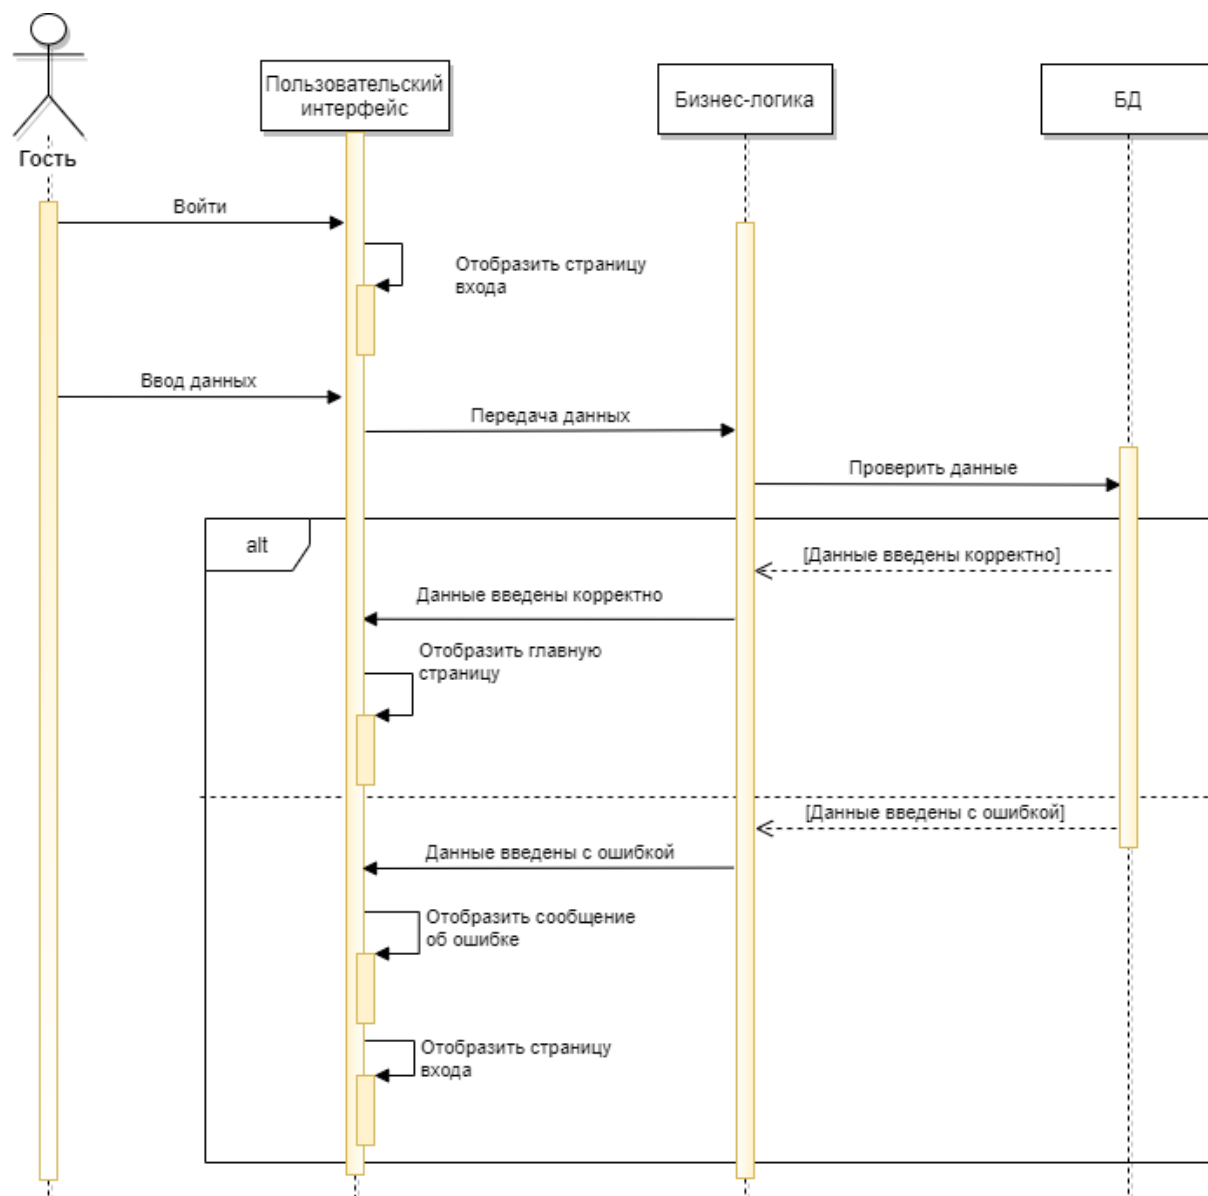 Гость
Пользовательский
интерфейс
Бизнес-логика
БД
Войти
Отобразить страницу
входа
Ввод данных
Передача данных
Проверить данные
alt
[Данные введены корректно]
Данные введены корректно
Отобразить главную
страницу
[Данные введены с ошибкой]
Данные введены с ошибкой
Отобразить сообщение
об ошибке
Отобразить страницу
входа